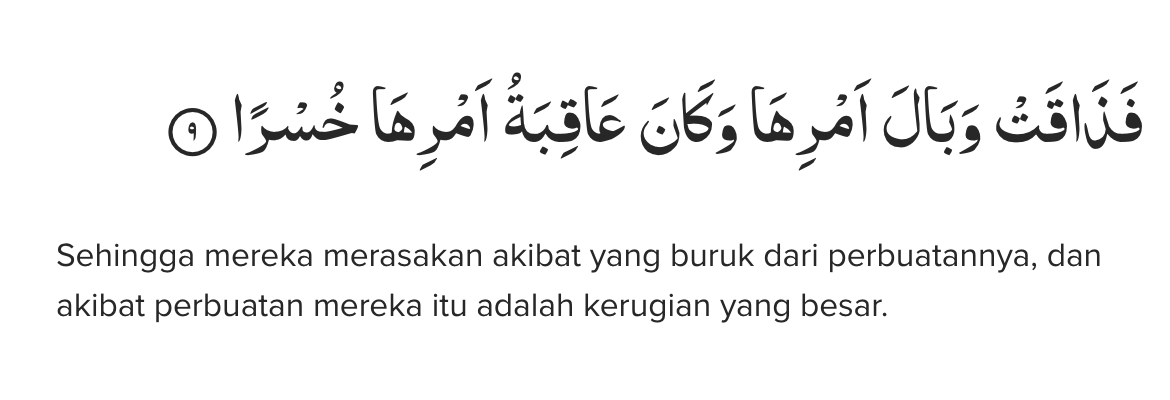 فَذَاقَتْ وَبَالَ اَمْرِهَا وَكَانَ عَاقِبَةُ اَمْرِهَا خُسْرًا ٩
Sehingga mereka merasakan akibat yang buruk dari perbuatannya, dan
akibat perbuatan mereka itu adalah kerugian yang besar.